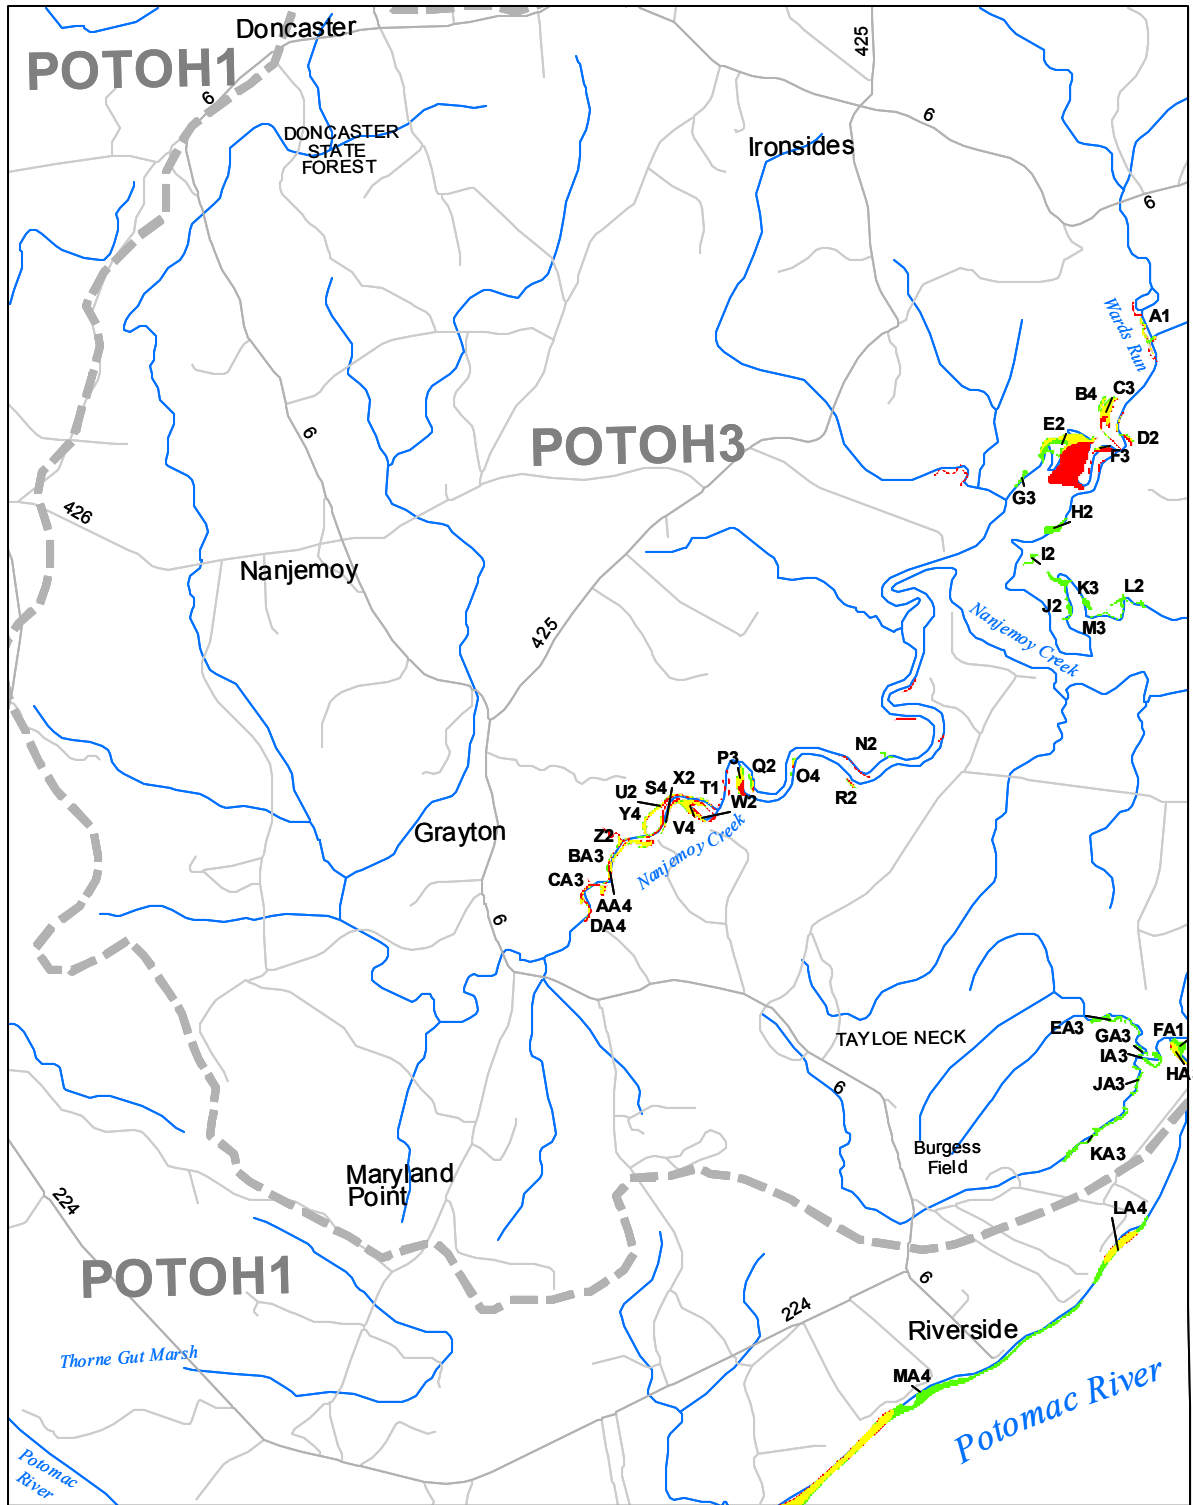 Doncaster
POTOH1
425
6
6
DONCASTER
STATE
FOREST
Ironsides
6
Wards Run
A1
B4
C3
E2
D2
F3
6
POTOH3
G3
426
H2
I2
Nanjemoy
K3
L2
J2
M3
Nanjemoy Creek
425
N2
P3
Q2
X2
S4
T1
U2
O4
R2
W2
Y4
V4
Grayton
Z2
BA3
Nanjemoy Creek
CA3
AA4
DA4
6
EA3
GA3
FA1
TAYLOE NECK
IA3
HA
JA3
6
Burgess
Field
KA3
Maryland
Point
224
LA4
POTOH1
6
224
Riverside
Thorne Gut Marsh
MA4
Potomac River
Potomac
River